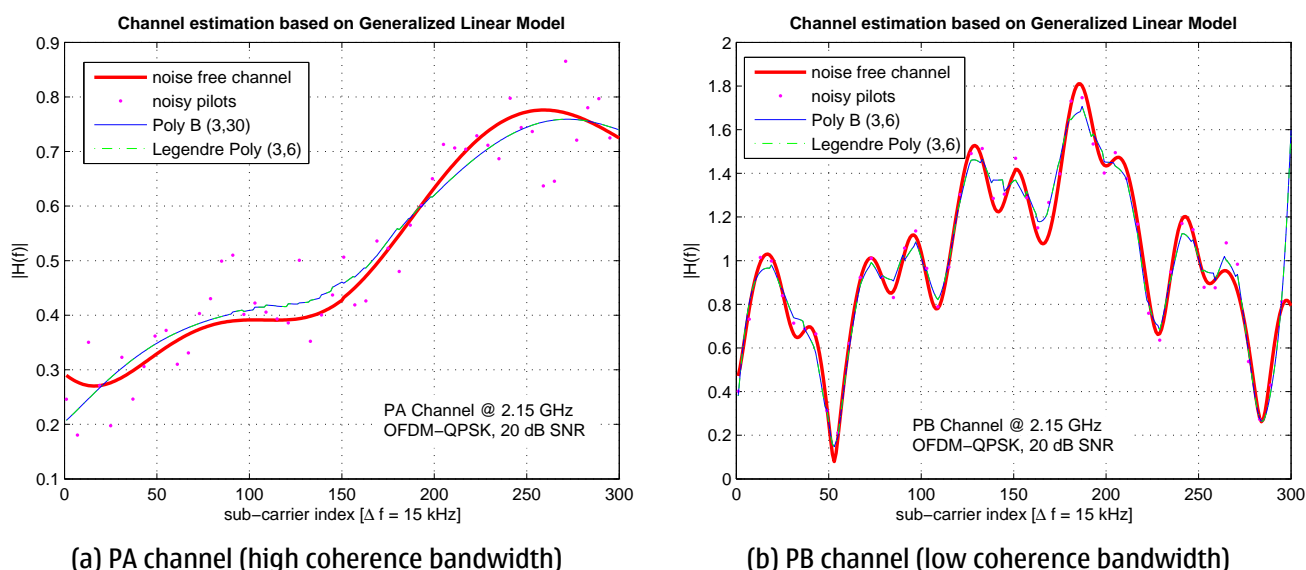 Channel estimation based on Generalized Linear Model
0.9
0.8
0.7
0.6
0.5
0.4
0.3
0.2
0.1
|H(f)|
noise free channel
noisy pilots
Poly B (3,30)
Legendre Poly (3,6)
PA Channel @ 2.15 GHz
OFDM−QPSK, 20 dB SNR
0 50 100 150 200 250 300
sub−carrier index [Δ f = 15 kHz]
(a) PA channel (high coherence bandwidth)
Channel estimation based on Generalized Linear Model
2
1.8
1.6
1.4
1.2
1
0.8
0.6
0.4
0.2
0
|H(f)|
noise free channel
noisy pilots
Poly B (3,6)
Legendre Poly (3,6)
PB Channel @ 2.15 GHz
OFDM−QPSK, 20 dB SNR
0 50 100 150 200 250 300
sub−carrier index [Δ f = 15 kHz]
(b) PB channel (low coherence bandwidth)